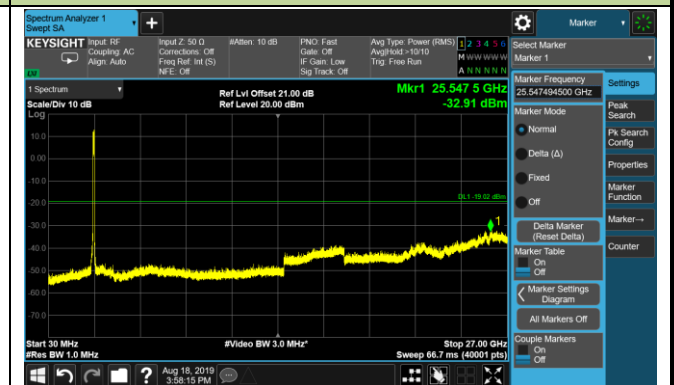 Spectrum Analyzer 1
Swept SA
+
Marker
KEYSIGHT
Input: RF
Coupling: AC
Align: Auto
Input Z: 50 Ω
Corrections: Off
Freq Ref: Int (S)
NFE: Off
#Atten: 10 dB
PNO: Fast
Gate: Off
IF Gain: Low
Sig Track: Off
Avg Type: Power (RMS)
Avg|Hold:>10/10
Trig: Free Run
1 2 3 4 5 6
M W W W W W
A N N N N N
Select Marker
Marker 1
1 Spectrum
Scale/Div 10 dB
Log
Ref Lvl Offset 21.00 dB
Ref Level 20.00 dBm
Mkr1 25.547 5 GHz
-32.91 dBm
10.0
0.00
-10.0
-20.0
-30.0
-40.0
-50.0
-60.0
-70.0
DL1 -19.02 dBm
1
Start 30 MHz
#Res BW 1.0 MHz
#Video BW 3.0 MHz*
Stop 27.00 GHz
Sweep 66.7 ms (40001 pts)
Marker Frequency
25.547494500 GHz
Marker Mode
Normal
Delta (Δ)
Fixed
Off
Delta Marker
(Reset Delta)
Marker Table
On
Off
Marker Settings
Diagram
All Markers Off
Couple Markers
On
Off
Settings
Peak
Search
Pk Search
Config
Properties
Marker
Function
Marker→
Counter
?
Aug 18, 2019
3:58:15 PM